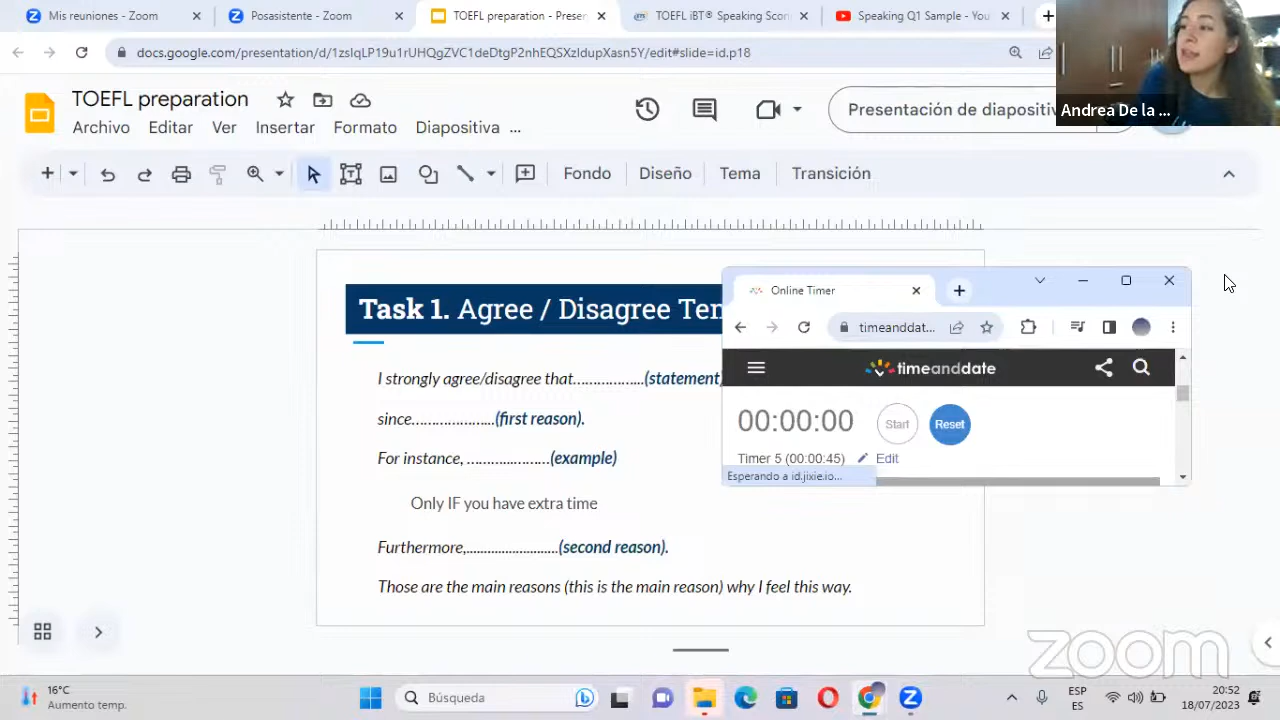 Mis reuniones - Zoom
Posasistente - Zoom
TOEFL preparation - Preser
TOEFL iBT® Speaking Scori
Speaking Q1 Sample - You
docs.google.com/presentation/d/1zsIqLP19u1rUHQgZVC1deDtgP2nhEQSXzIdupXasn5Y/edit#slide=id.p18
Andrea De la ...
TOEFL preparation
Presentación de diapositi
Archivo Editar Ver Insertar Formato Diapositiva ...
Fondo Diseño Tema Transición
Task 1. Agree / Disagree Tem
I strongly agree/disagree that……………..(statement)
since………………..(first reason).
For instance, ………..………(example)
Only IF you have extra time
Furthermore,.........................(second reason).
Those are the main reasons (this is the main reason) why I feel this way.
Online Timer
timeanddat...
timeanddate
00:00:00 Start Reset
Timer 5 (00:00:45) Edit
Esperando a id.jixie.io...
zoom
16°C
Aumento temp.
Búsqueda
ESP
ES
20:52
18/07/2023